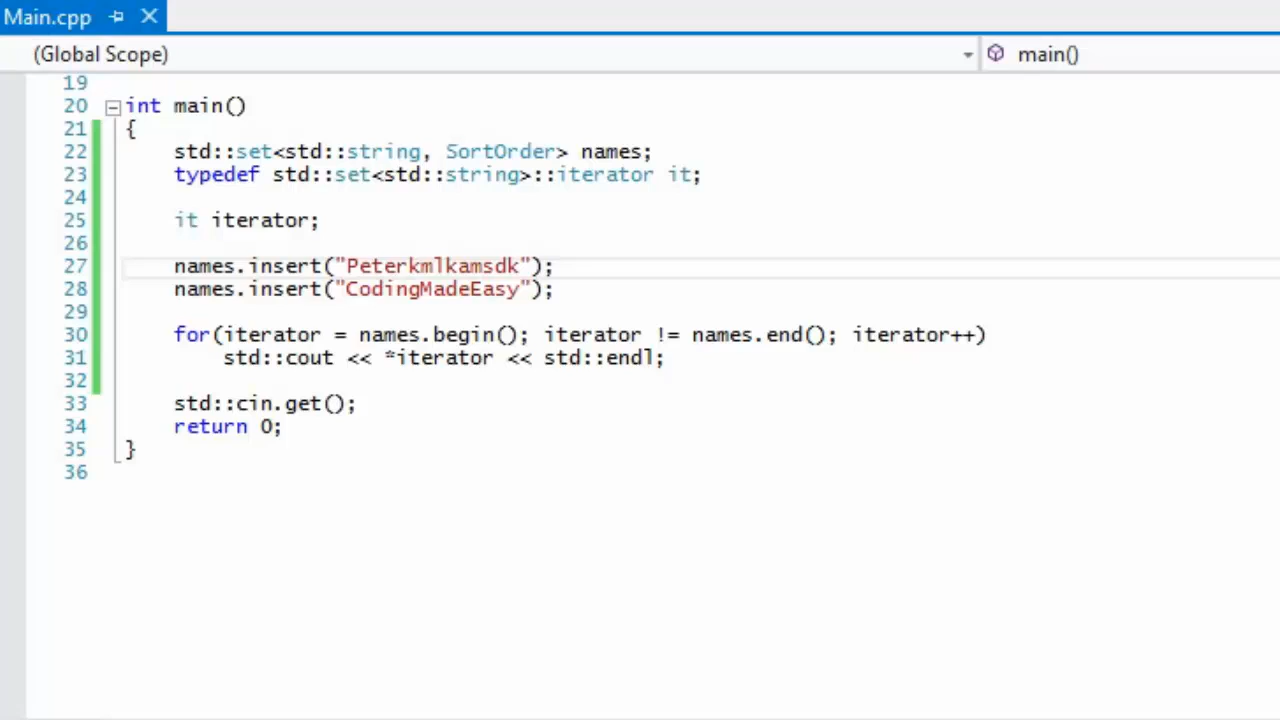 Main.cpp
(Global Scope) main()
19
20 int main()
21 {
22 std::set<std::string, SortOrder> names;
23 typedef std::set<std::string>::iterator it;
24
25 it iterator;
26
27 names.insert("Peterkmlkamsdk");
28 names.insert("CodingMadeEasy");
29
30 for(iterator = names.begin(); iterator != names.end(); iterator++)
31 std::cout << *iterator << std::endl;
32
33 std::cin.get();
34 return 0;
35 }
36